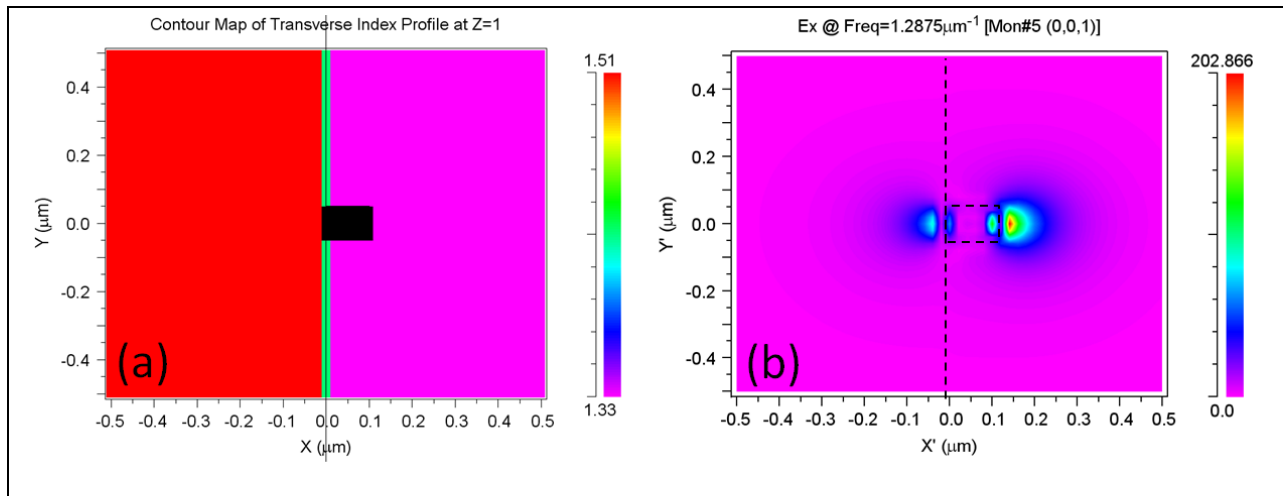 Contour Map of Transverse Index Profile at Z=1
1.51
0.4
0.2
0.0
-0.2
-0.4
Y (μm)
(a)
1.33
-0.5 -0.4 -0.3 -0.2 -0.1 0.0 0.1 0.2 0.3 0.4 0.5
X (μm)
Ex @ Freq=1.2875μm⁻¹ [Mon#5 (0,0,1)]
202.866
0.4
0.2
0.0
-0.2
-0.4
Y' (μm)
(b)
0.0
-0.5 -0.4 -0.3 -0.2 -0.1 0.0 0.1 0.2 0.3 0.4 0.5
X' (μm)